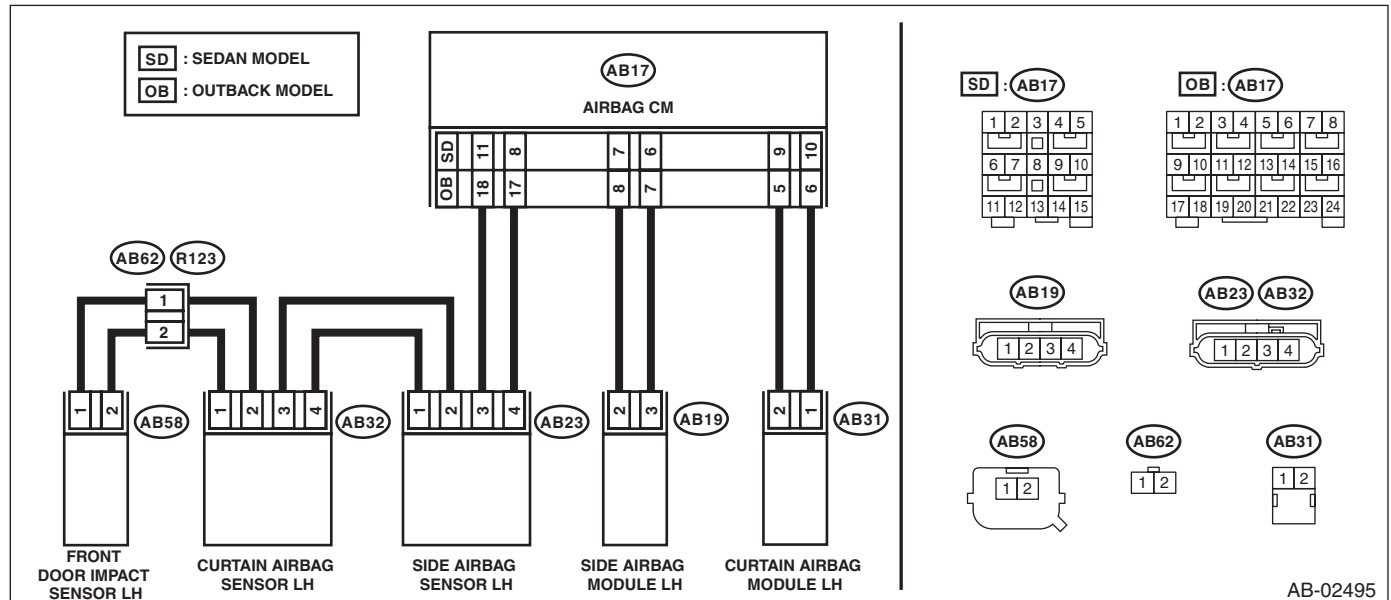 SD : SEDAN MODEL
OB : OUTBACK MODEL
AB17
AIRBAG CM
SD 11 8 7 6 9 10
OB 18 17 8 7 5 6
AB62 R123
1
2
1 2 AB58
1 2 3 4 AB32
1 2 3 4 AB23
2 3 AB19
2 1 AB31
FRONT
DOOR IMPACT
SENSOR LH
CURTAIN AIRBAG
SENSOR LH
SIDE AIRBAG
SENSOR LH
SIDE AIRBAG
MODULE LH
CURTAIN AIRBAG
MODULE LH
SD : AB17
1 2 3 4 5
6 7 8 9 10
11 12 13 14 15
OB : AB17
1 2 3 4 5 6 7 8
9 10 11 12 13 14 15 16
17 18 19 20 21 22 23 24
AB19
1 2 3 4
AB23 AB32
1 2 3 4
AB58
1 2
AB62
1 2
AB31
1 2
AB-02495